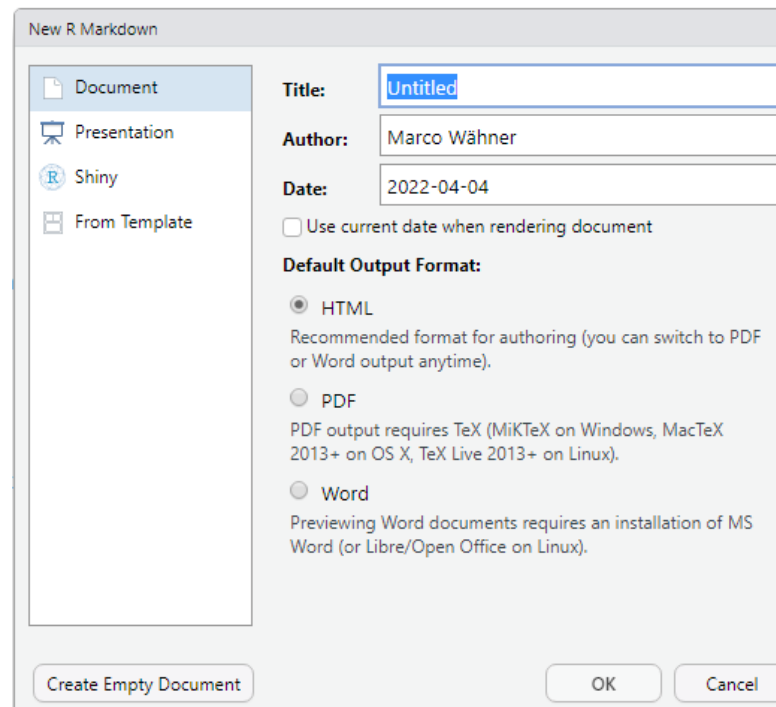 New R Markdown
Document
Presentation
R Shiny
From Template
Title: Untitled
Author: Marco Wähner
Date: 2022-04-04
Use current date when rendering document
Default Output Format:
HTML
Recommended format for authoring (you can switch to PDF
or Word output anytime).
PDF
PDF output requires TeX (MiKTeX on Windows, MacTeX
2013+ on OS X, TeX Live 2013+ on Linux).
Word
Previewing Word documents requires an installation of MS
Word (or Libre/Open Office on Linux).
Create Empty Document
OK
Cancel